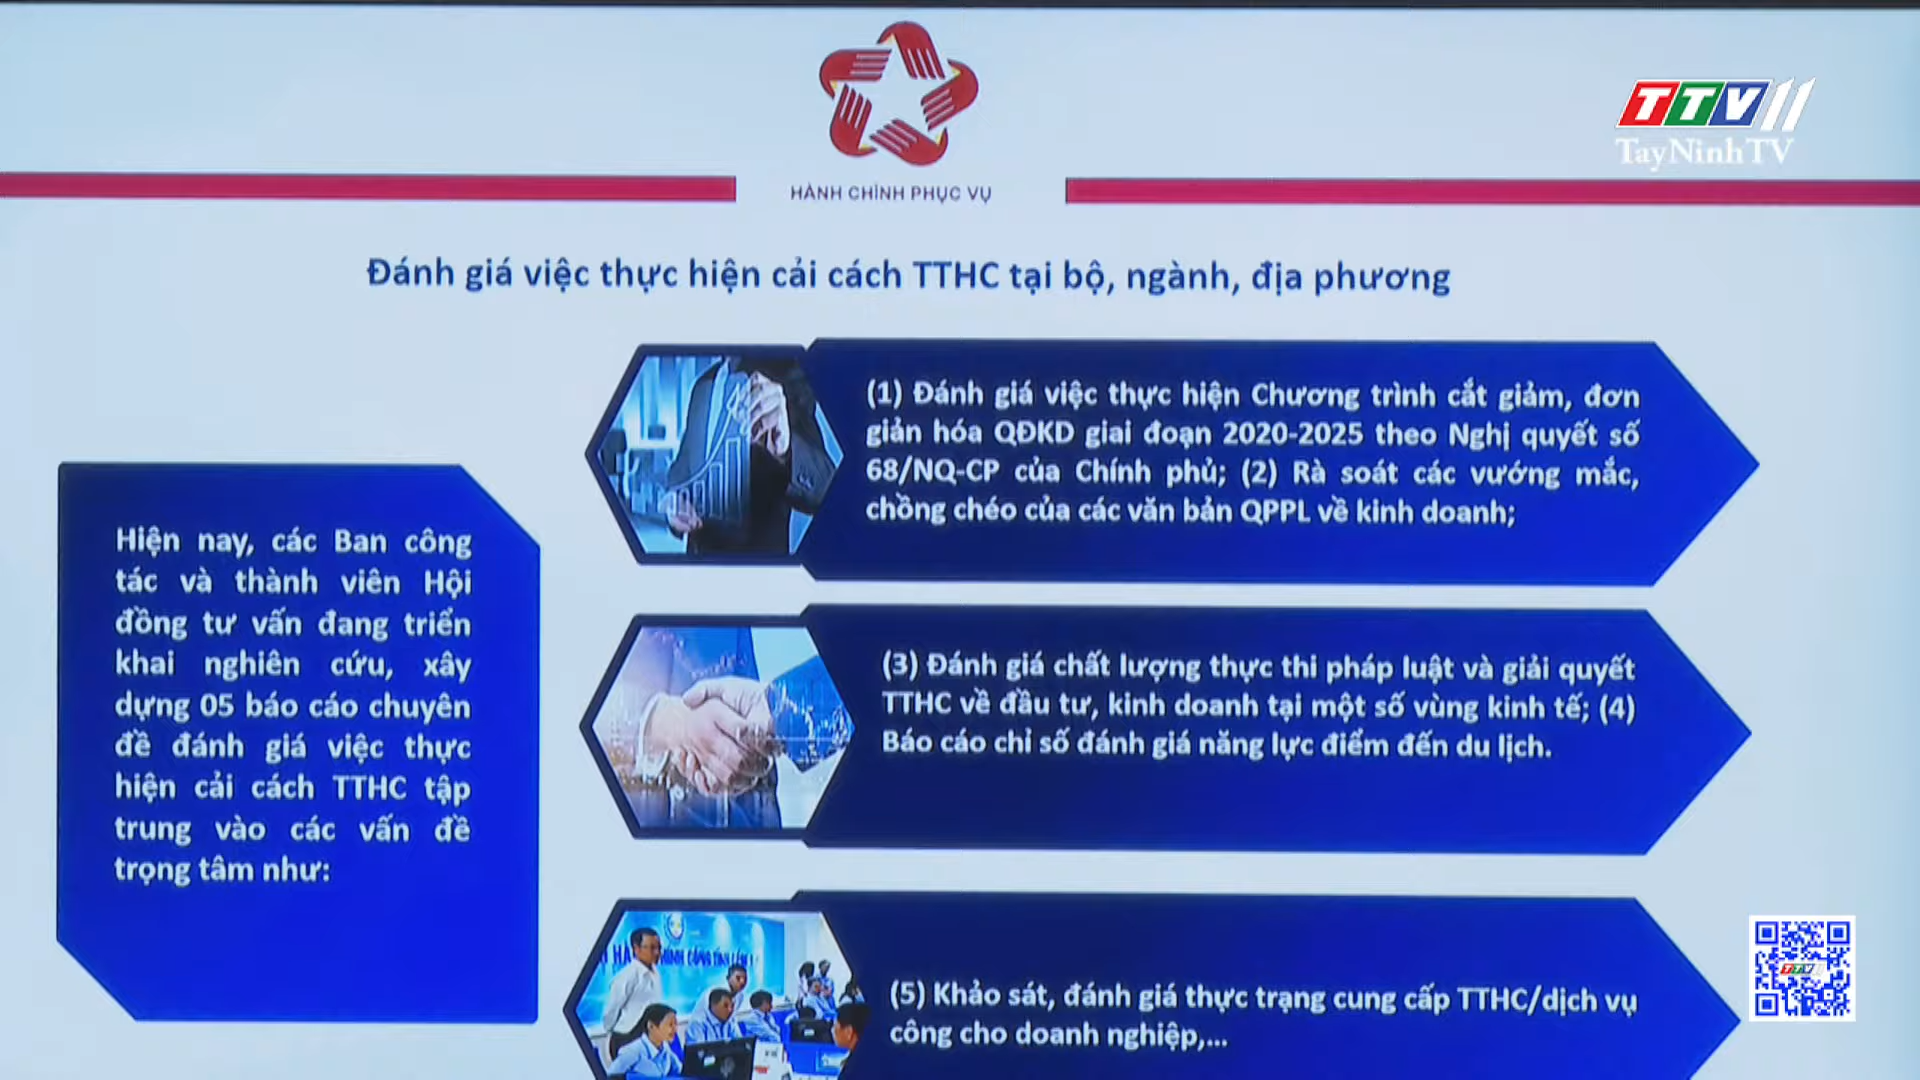 TTV11
TayNinhTV
HÀNH CHÍNH PHỤC VỤ
Đánh giá việc thực hiện cải cách TTHC tại bộ, ngành, địa phương
Hiện nay, các Ban công
tác và thành viên Hội
đồng tư vấn đang triển
khai nghiên cứu, xây
dựng 05 báo cáo chuyên
đề đánh giá việc thực
hiện cải cách TTHC tập
trung vào các vấn đề
trọng tâm như:
(1) Đánh giá việc thực hiện Chương trình cắt giảm, đơn
giản hóa QĐKD giai đoạn 2020-2025 theo Nghị quyết số
68/NQ-CP của Chính phủ; (2) Rà soát các vướng mắc,
chồng chéo của các văn bản QPPL về kinh doanh;
(3) Đánh giá chất lượng thực thi pháp luật và giải quyết
TTHC về đầu tư, kinh doanh tại một số vùng kinh tế; (4)
Báo cáo chỉ số đánh giá năng lực điểm đến du lịch.
(5) Khảo sát, đánh giá thực trạng cung cấp TTHC/dịch vụ
công cho doanh nghiệp,...
TTV11